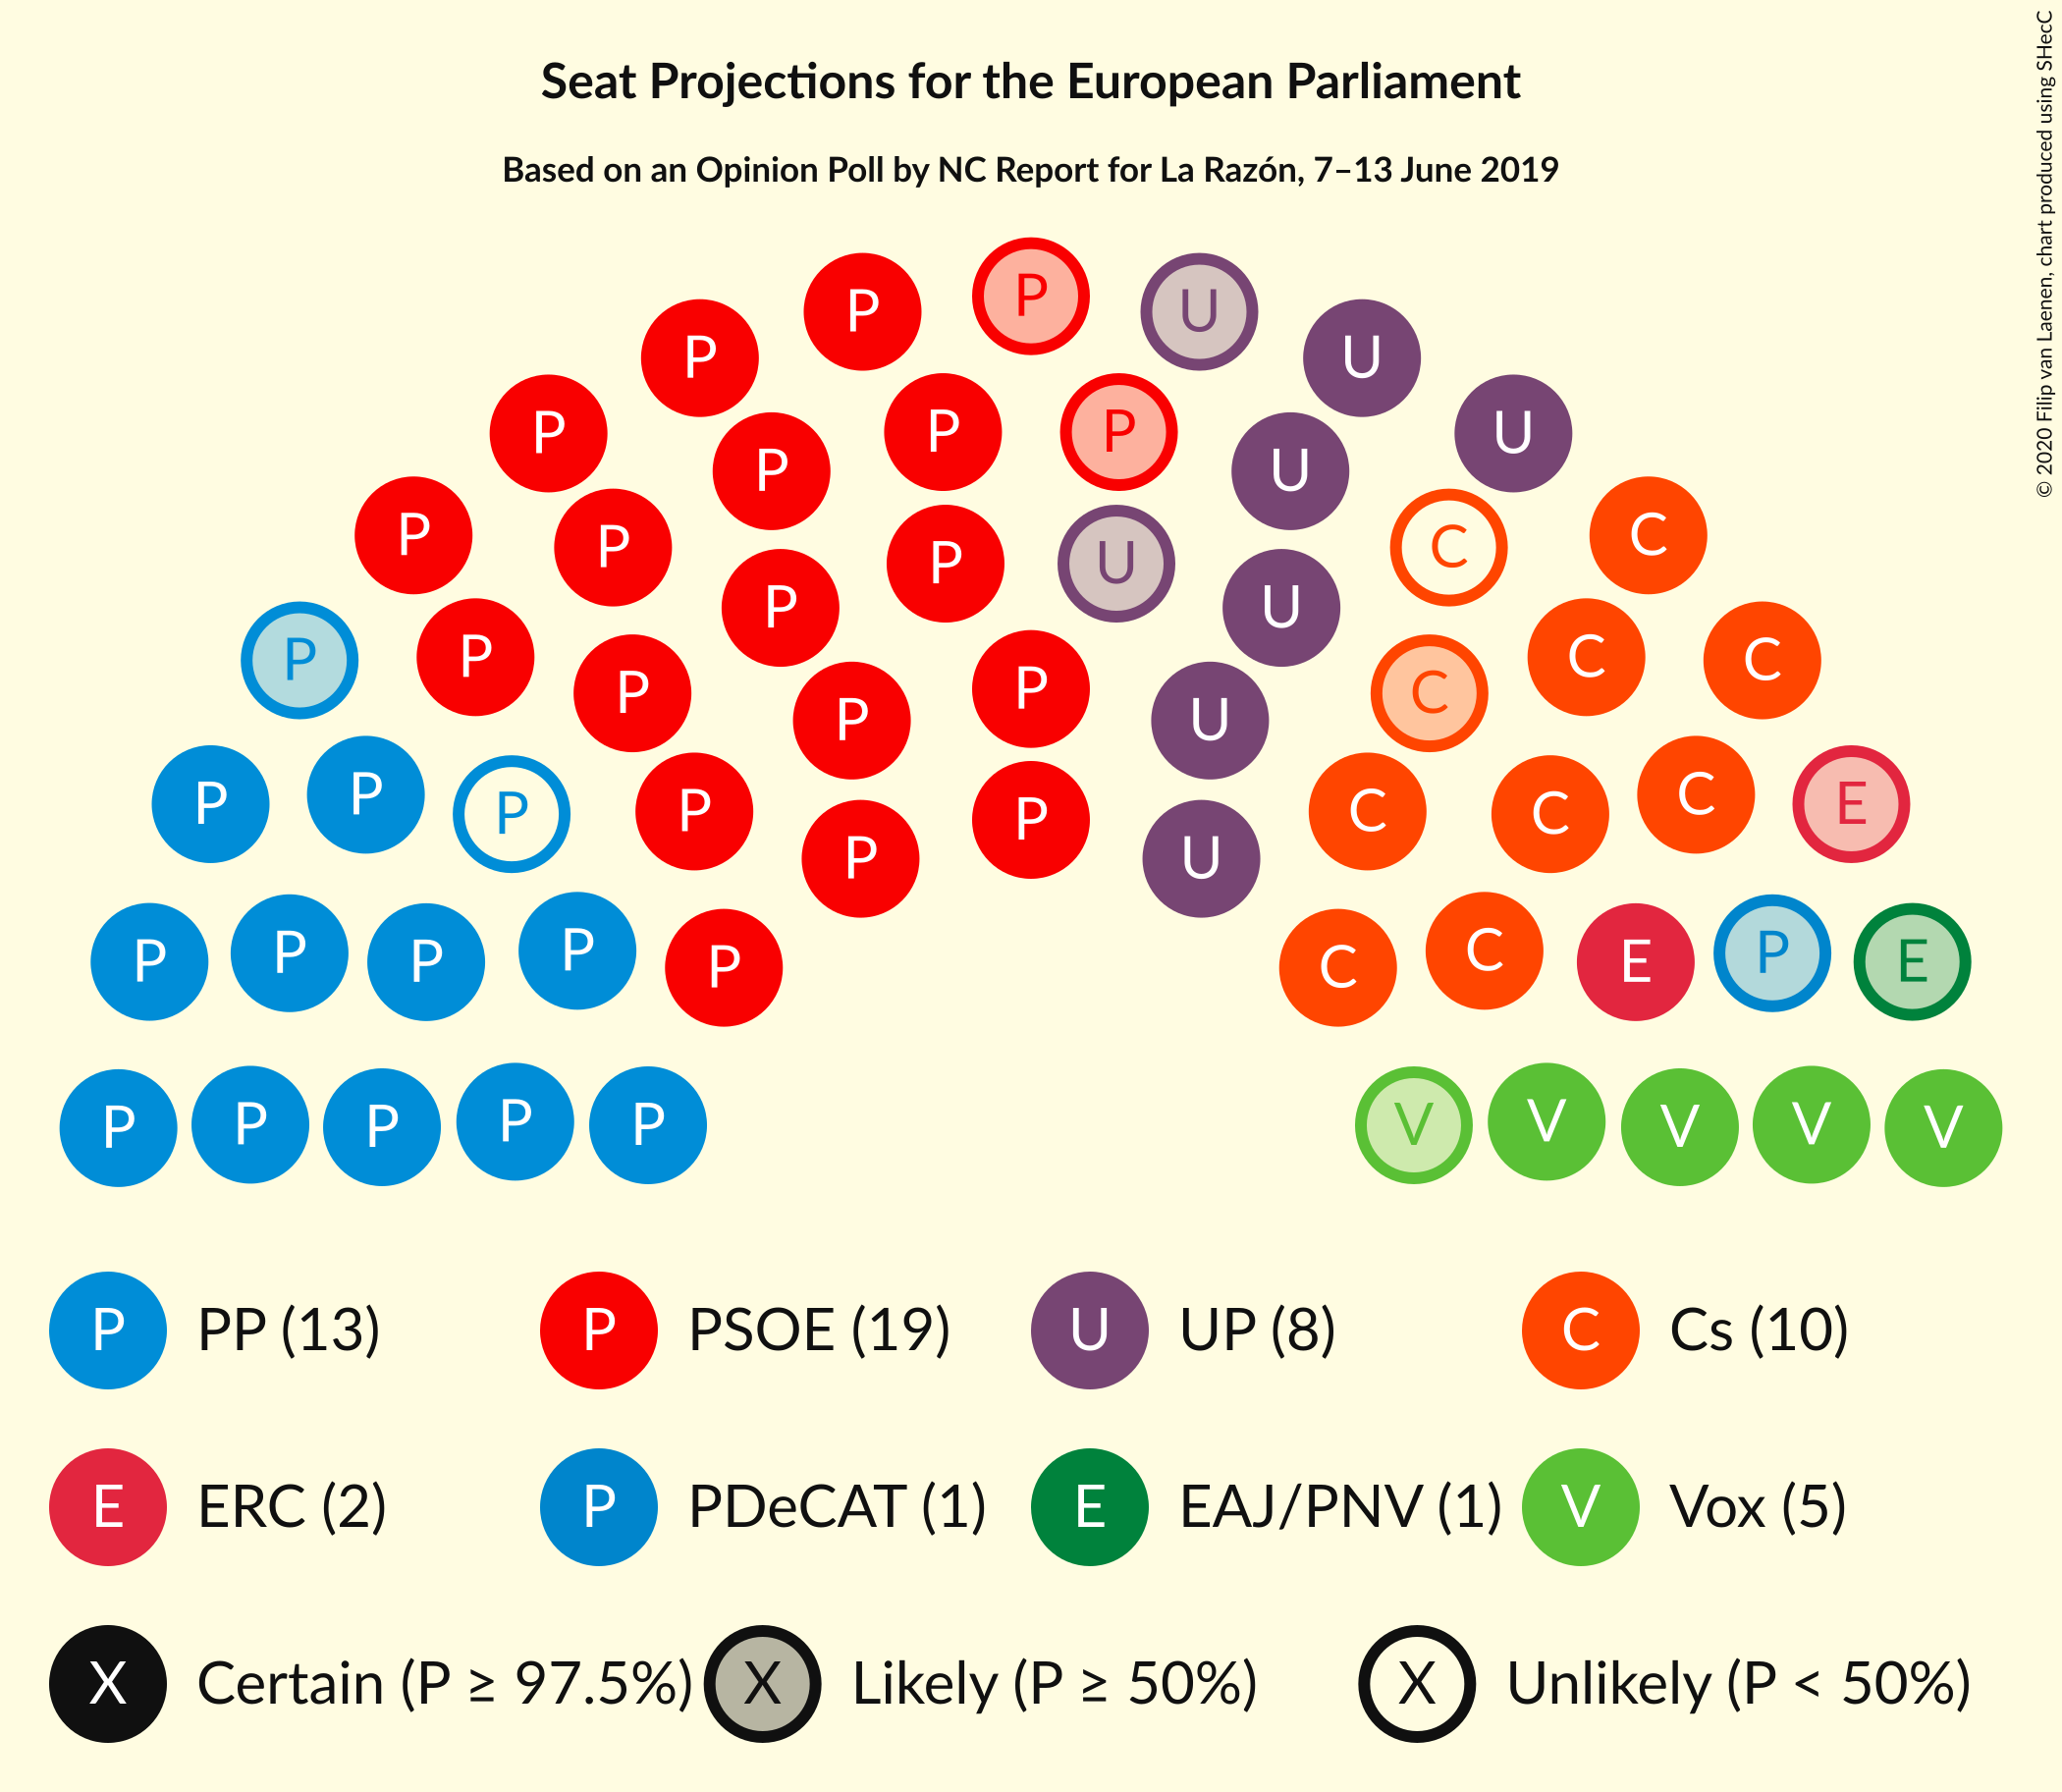 Seat Projections for the European Parliament
Based on an Opinion Poll by NC Report for La Razón, 7–13 June 2019
© 2020 Filip van Laenen, chart produced using SHecC
P
P U
P U
P U
P P
P U
P C
P C
P U
P U
P C
P C
P C
P P
P U
P C
P E
P C
P P C C
P U
P P E E
P P C P
P C
P P P P P V V V V V
P PP (13) P PSOE (19) U UP (8) C Cs (10)
E ERC (2) P PDeCAT (1) E EAJ/PNV (1) V Vox (5)
X Certain (P ≥ 97.5%) X Likely (P ≥ 50%) X Unlikely (P < 50%)